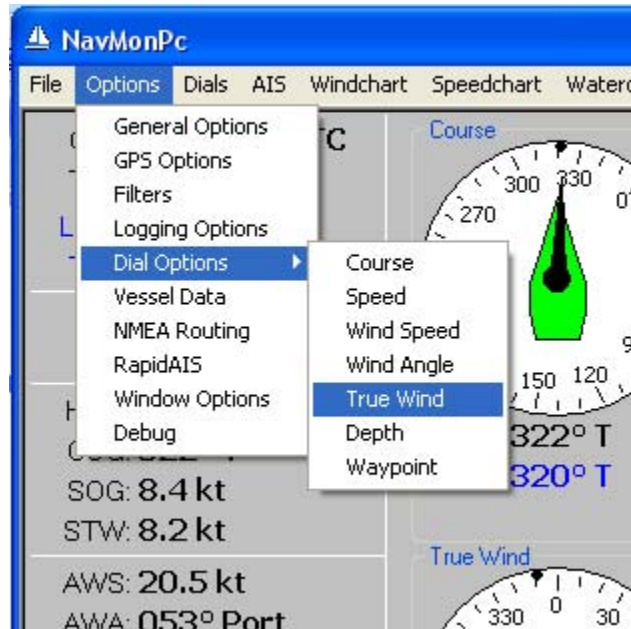 NavMonPc
File Options Dials AIS Windchart Speedchart
General Options
GPS Options
Filters
Logging Options
Dial Options
Vessel Data
NMEA Routing
RapidAIS
Window Options
Debug
Course
Speed
Wind Speed
Wind Angle
True Wind
Depth
Waypoint
SOG: 8.4 kt
STW: 8.2 kt
AWS: 20.5 kt
AWA: 053° Port
Course
300 330
270
150 120
322° T
320° T
True Wind
330 0 30